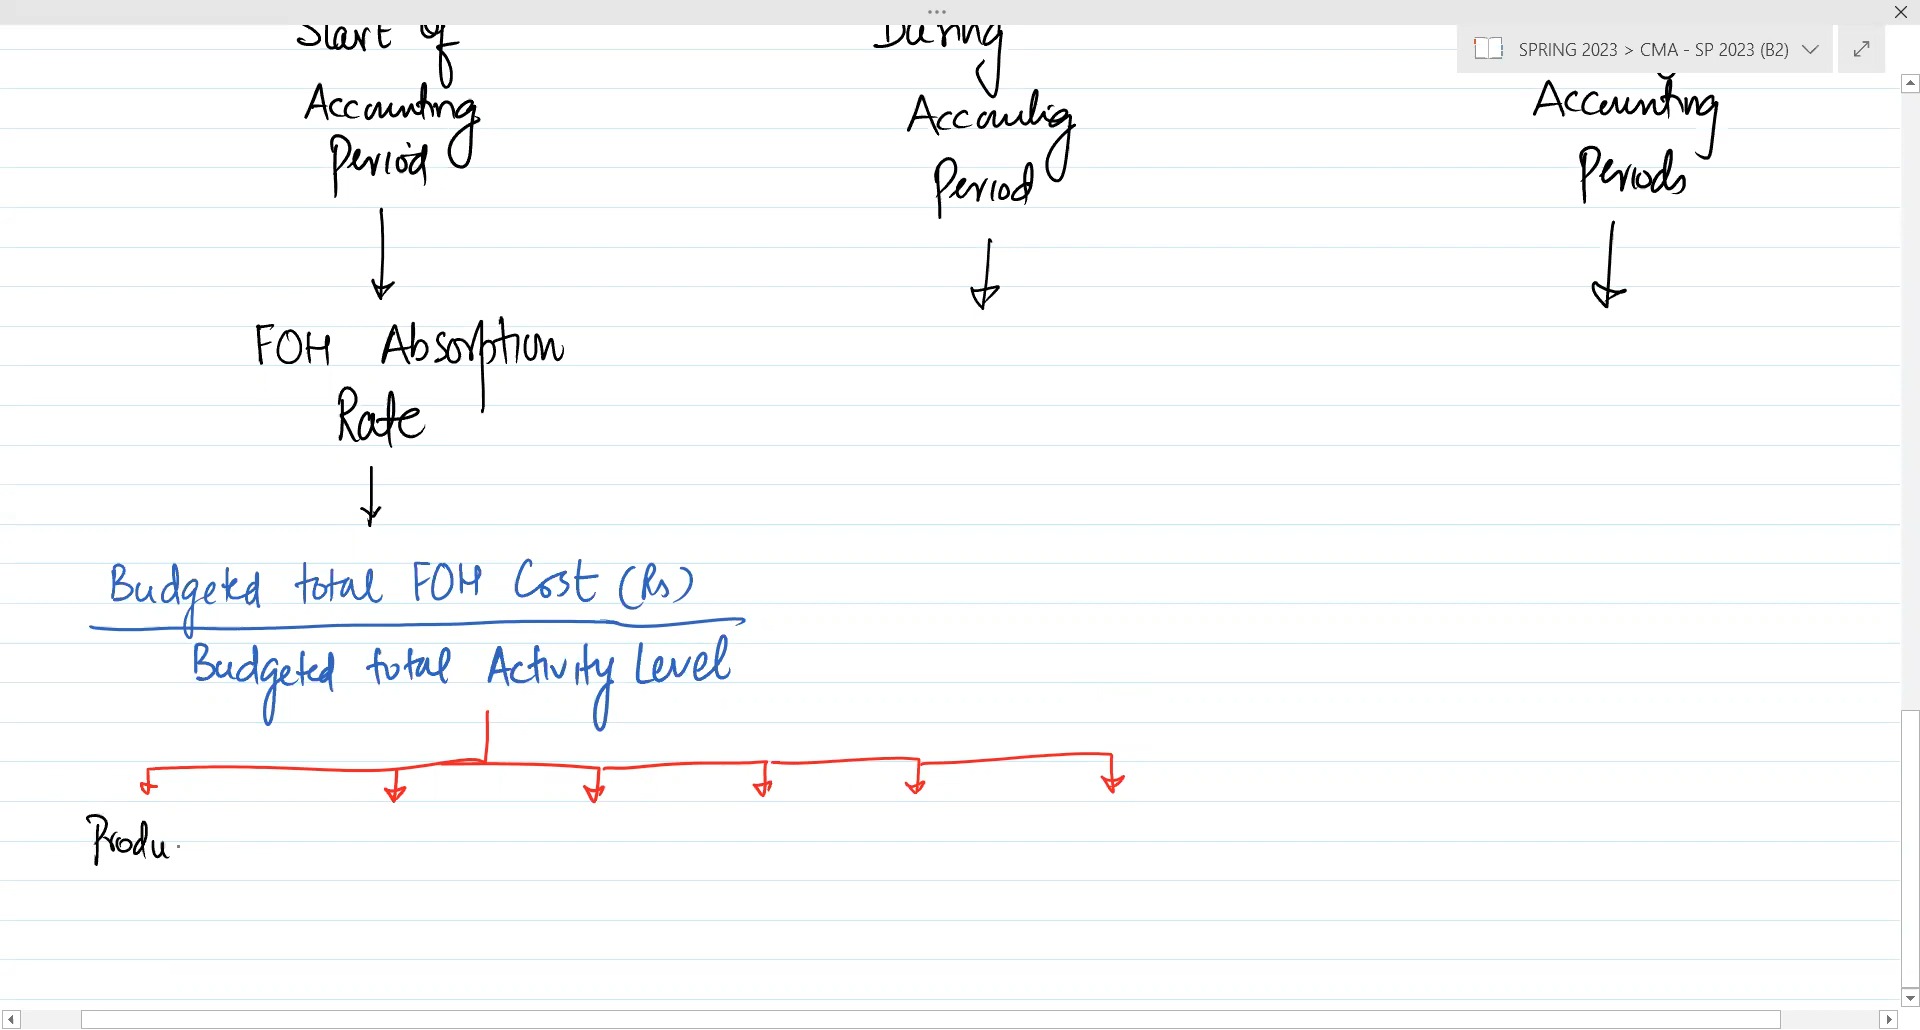 SPRING 2023 > CMA - SP 2023 (B2)
Start of
Accounting
Period
FOH Absorption
Rate
Budgeted total FOH Cost (Rs)
Budgeted total Activity Level
Produ
During
Accounting
Period
Accounting
Periods